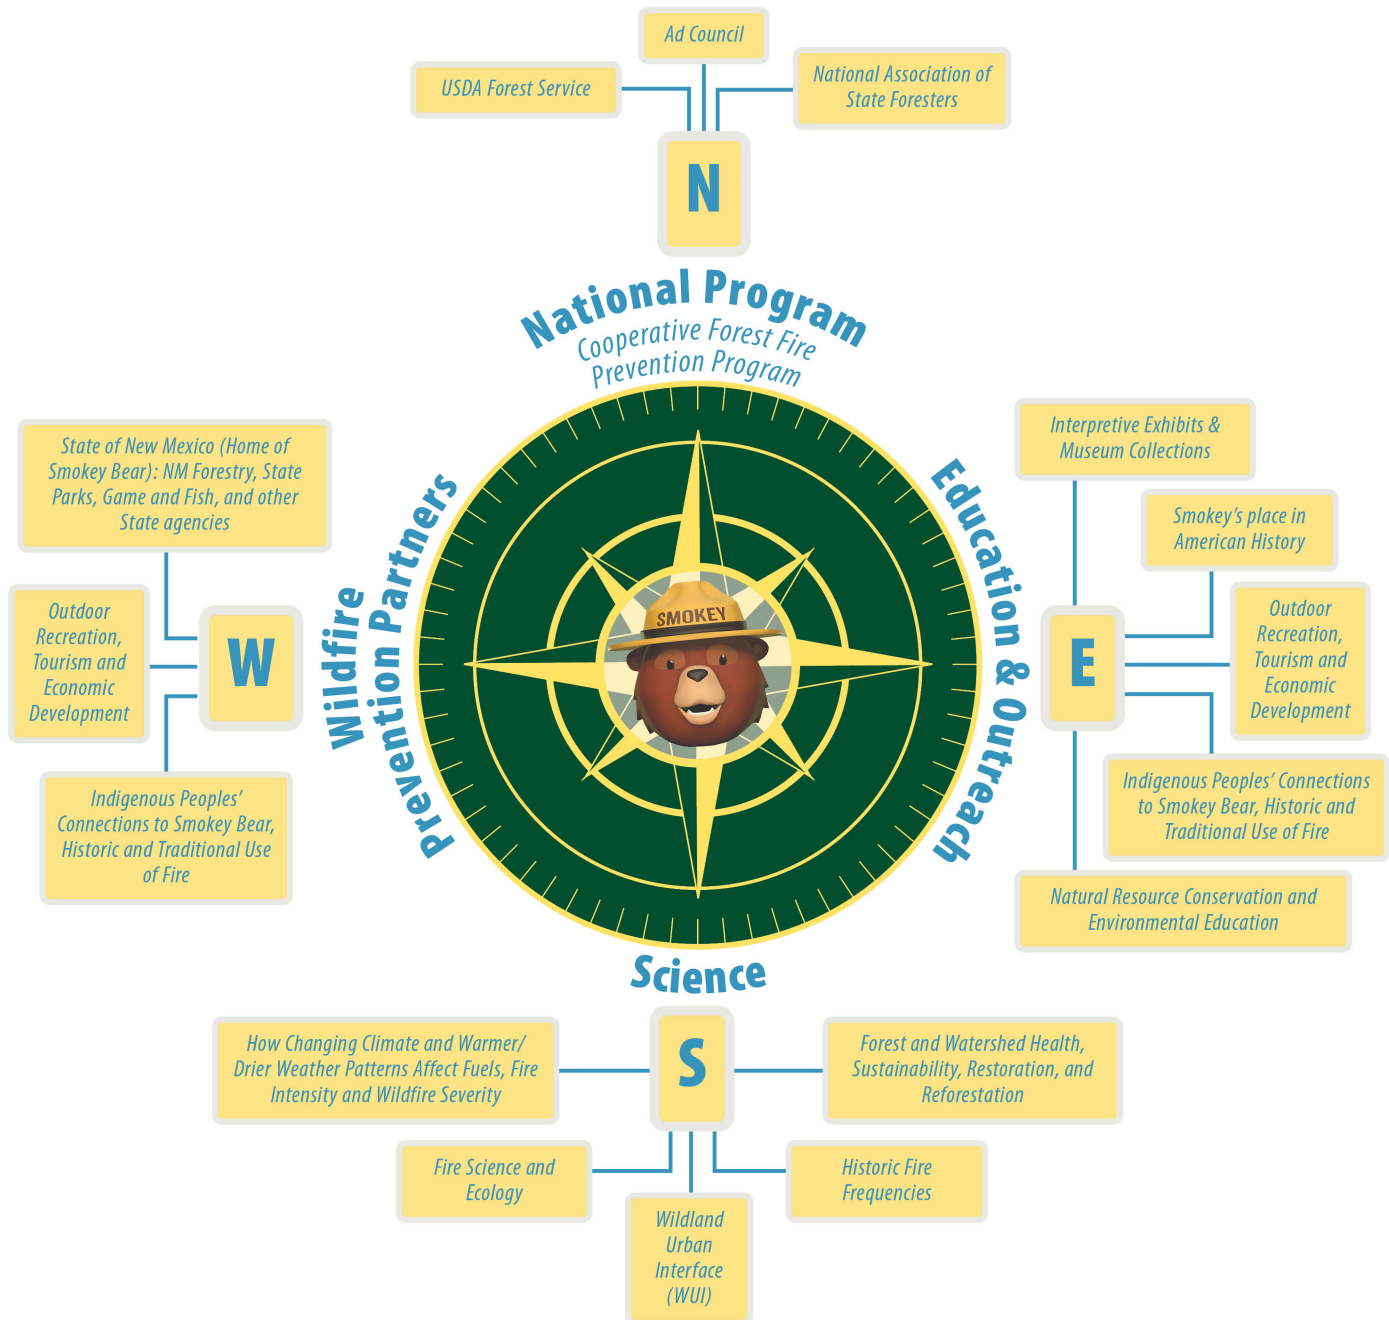 Ad Council
USDA Forest Service
National Association of
State Foresters
N
National Program
Cooperative Forest Fire
Prevention Program
State of New Mexico (Home of
Smokey Bear): NM Forestry, State
Parks, Game and Fish, and other
State agencies
Outdoor
Recreation,
Tourism and
Economic
Development
Indigenous Peoples’
Connections to Smokey Bear,
Historic and Traditional Use
of Fire
W
Wildfire
Prevention Partners
SMOKEY
Education & Outreach
E
Interpretive Exhibits &
Museum Collections
Smokey’s place in
American History
Outdoor
Recreation,
Tourism and
Economic
Development
Indigenous Peoples’ Connections
to Smokey Bear, Historic and
Traditional Use of Fire
Natural Resource Conservation and
Environmental Education
Science
S
How Changing Climate and Warmer/
Drier Weather Patterns Affect Fuels, Fire
Intensity and Wildfire Severity
Forest and Watershed Health,
Sustainability, Restoration, and
Reforestation
Fire Science and
Ecology
Historic Fire
Frequencies
Wildland
Urban
Interface
(WUI)